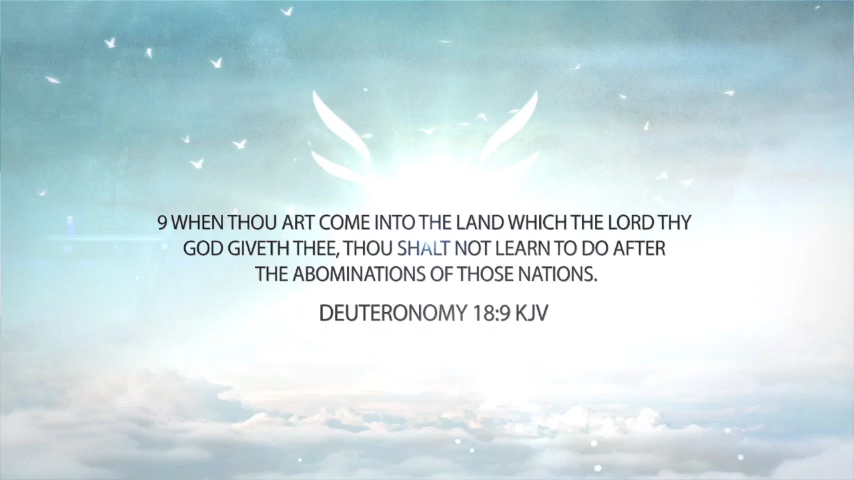 9 WHEN THOU ART COME INTO THE LAND WHICH THE LORD THY
GOD GIVETH THEE, THOU SHALT NOT LEARN TO DO AFTER
THE ABOMINATIONS OF THOSE NATIONS.
DEUTERONOMY 18:9 KJV